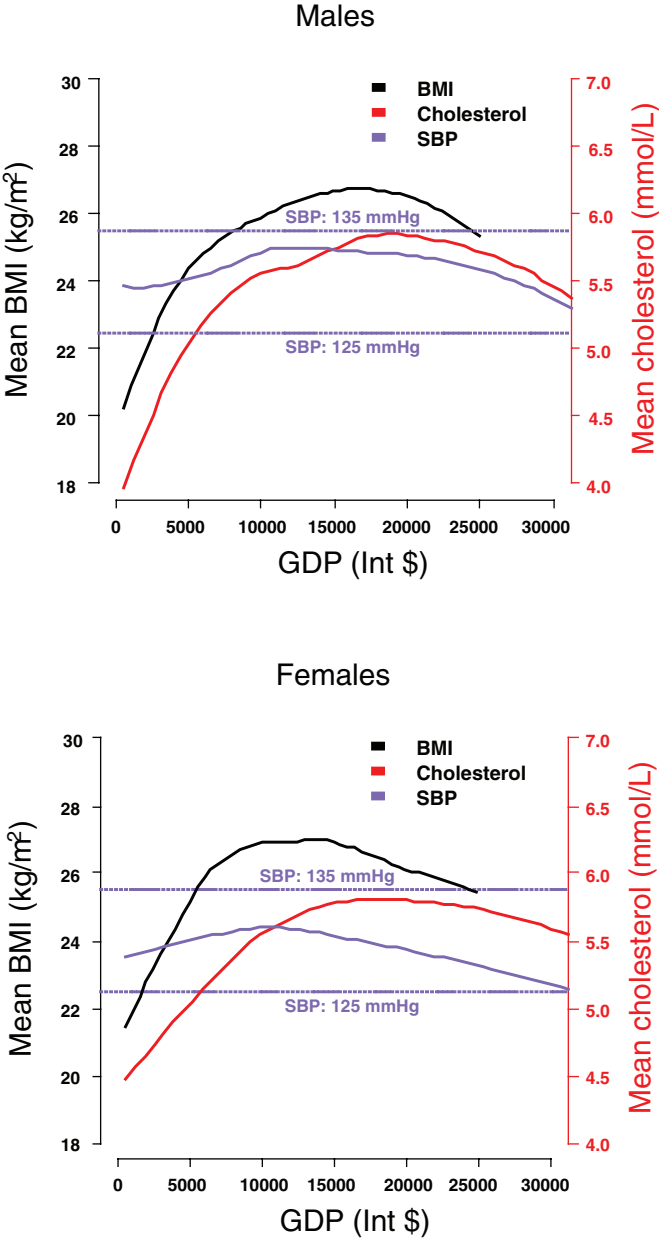 Males
30
28
26
24
22
20
18
Mean BMI (kg/m²)
BMI
Cholesterol
SBP
SBP: 135 mmHg
SBP: 125 mmHg
7.0
6.5
6.0
5.5
5.0
4.5
4.0
Mean cholesterol (mmol/L)
0 5000 10000 15000 20000 25000 30000
GDP (Int $)
Females
30
28
26
24
22
20
18
Mean BMI (kg/m²)
BMI
Cholesterol
SBP
SBP: 135 mmHg
SBP: 125 mmHg
7.0
6.5
6.0
5.5
5.0
4.5
4.0
Mean cholesterol (mmol/L)
0 5000 10000 15000 20000 25000 30000
GDP (Int $)